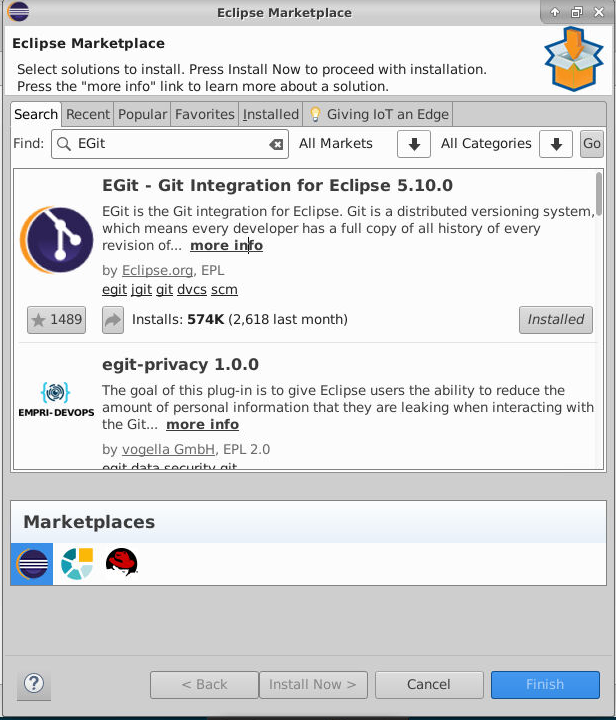 Eclipse Marketplace
Eclipse Marketplace
Select solutions to install. Press Install Now to proceed with installation.
Press the "more info" link to learn more about a solution.
Search Recent Popular Favorites Installed Giving IoT an Edge
Find: EGit All Markets All Categories Go
EGit - Git Integration for Eclipse 5.10.0
EGit is the Git integration for Eclipse. Git is a distributed versioning system,
which means every developer has a full copy of all history of every
revision of... more info
by Eclipse.org, EPL
egit jgit git dvcs scm
1489 Installs: 574K (2,618 last month) Installed
egit-privacy 1.0.0
The goal of this plug-in is to give Eclipse users the ability to reduce the
EMPRI-DEVOPS amount of personal information that they are leaking when interacting with
the Git... more info
by vogella GmbH, EPL 2.0
egit data security git
Marketplaces
? < Back Install Now > Cancel Finish